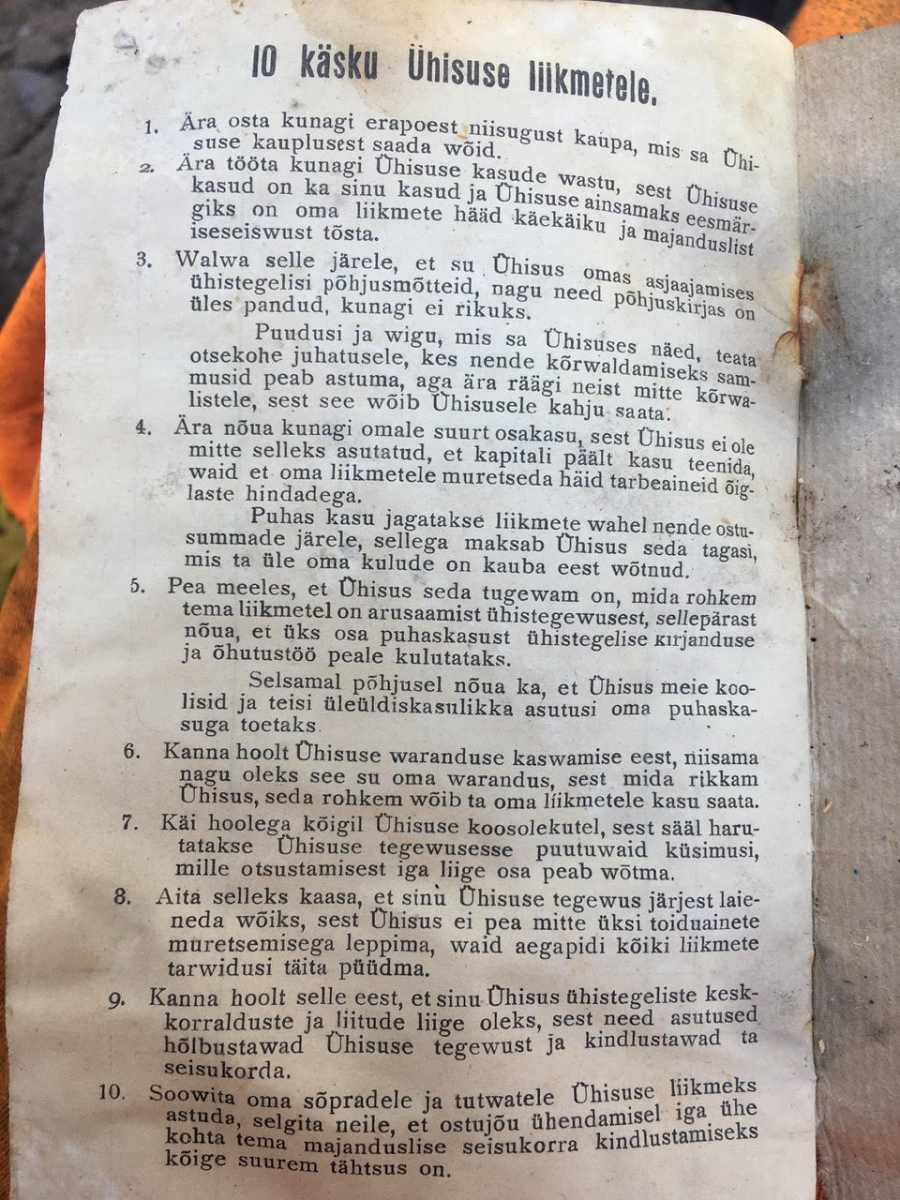 10 käsku Ühisuse liikmetele.
1. Ära osta kunagi erapoest niisugust kaupa, mis sa Ühi-
suse kauplusest saada wõid.
2. Ära tööta kunagi Ühisuse kasude wastu, sest Ühisuse
kasud on ka sinu kasud ja Ühisuse ainsamaks eesmär-
giks on oma liikmete hääd käekäiku ja majanduslist
iseseiswust tõsta.
3. Walwa selle järele, et su Ühisus omas asjaajamises
ühistegelisi põhjusmõtteid, nagu need põhjuskirjas on
üles pandud, kunagi ei rikuks.
Puudusi ja wigu, mis sa Ühisuses näed, teata
otsekohe juhatusele, kes nende kõrwaldamiseks sam-
musid peab astuma, aga ära räägi neist mitte kõrwa-
listele, sest see wõib Ühisusele kahju saata.
4. Ära nõua kunagi omale suurt osakasu, sest Ühisus ei ole
mitte selleks asutatud, et kapitali päält kasu teenida,
waid et oma liikmetele muretseda häid tarbeaineid õig-
laste hindadega.
Puhas kasu jagatakse liikmete wahel nende ostu-
summade järele, sellega maksab Ühisus seda tagasi,
mis ta üle oma kulude on kauba eest wõtnud.
5. Pea meeles, et Ühisus seda tugewam on, mida rohkem
tema liikmetel on arusaamist ühistegewusest, sellepärast
nõua, et üks osa puhaskasust ühistegelise kirjanduse
ja õhutustöö peale kulutataks.
Selsamal põhjusel nõua ka, et Ühisus meie koo-
lisid ja teisi üleüldiskasulikka asutusi oma puhaska-
suga toetaks
6. Kanna hoolt Ühisuse waranduse kaswamise eest, niisama
nagu oleks see su oma warandus, sest mida rikkam
Ühisus, seda rohkem wõib ta oma liikmetele kasu saata.
7. Käi hoolega kõigil Ühisuse koosolekutel, sest sääl haru-
tatakse Ühisuse tegewusesse puutuwaid küsimusi,
mille otsustamisest iga liige osa peab wõtma.
8. Aita selleks kaasa, et sinu Ühisuse tegewus järjest laie-
neda wõiks, sest Ühisus ei pea mitte üksi toiduainete
muretsemisega leppima, waid aegapidi kõiki liikmete
tarwidusi täita püüdma.
9. Kanna hoolt selle eest, et sinu Ühisus ühistegeliste kesk-
korralduste ja liitude liige oleks, sest need asutused
hõlbustawad Ühisuse tegewust ja kindlustawad ta
seisukorda.
10. Soowita oma sõpradele ja tutwatele Ühisuse liikmeks
astuda, selgita neile, et ostujõu ühendamisel iga ühe
kohta tema majanduslise seisukorra kindlustamiseks
kõige suurem tähtsus on.